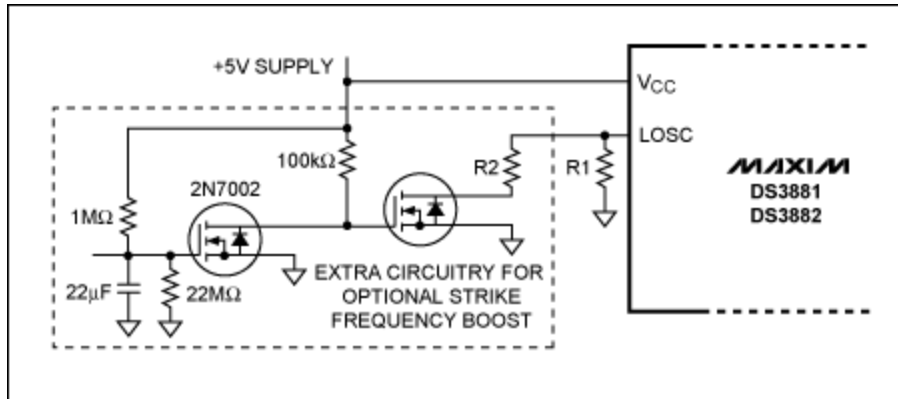 +5V SUPPLY
VCC
LOSC
100kΩ
R2
R1
MAXIM
DS3881
DS3882
2N7002
1MΩ
22µF
22MΩ
EXTRA CIRCUITRY FOR
OPTIONAL STRIKE
FREQUENCY BOOST